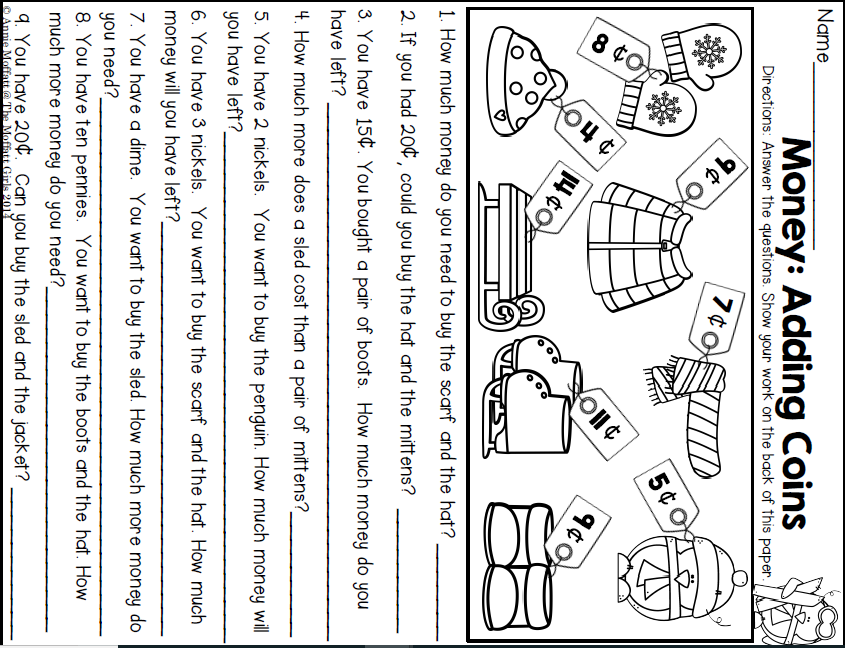 Name
Money: Adding Coins
Directions: Answer the questions. Show your work on the back of this paper.
8¢
6¢
7¢
5¢
4¢
14¢
11¢
9¢
1. How much money do you need to buy the scarf and the hat?
2. If you had 20¢, could you buy the hat and the mittens?
3. You have 15¢. You bought a pair of boots. How much money do you
have left?
4. How much more does a sled cost than a pair of mittens?
5. You have 2 nickels. You want to buy the penguin. How much money will
you have left?
6. You have 3 nickels. You want to buy the scarf and the hat. How much
money will you have left?
7. You have a dime. You want to buy the sled. How much more money do
you need?
8. You have ten pennies. You want to buy the boots and the hat. How
much more money do you need?
9. You have 20¢. Can you buy the sled and the jacket?
© Annie Moffatt @ The Moffatt Girls 2014